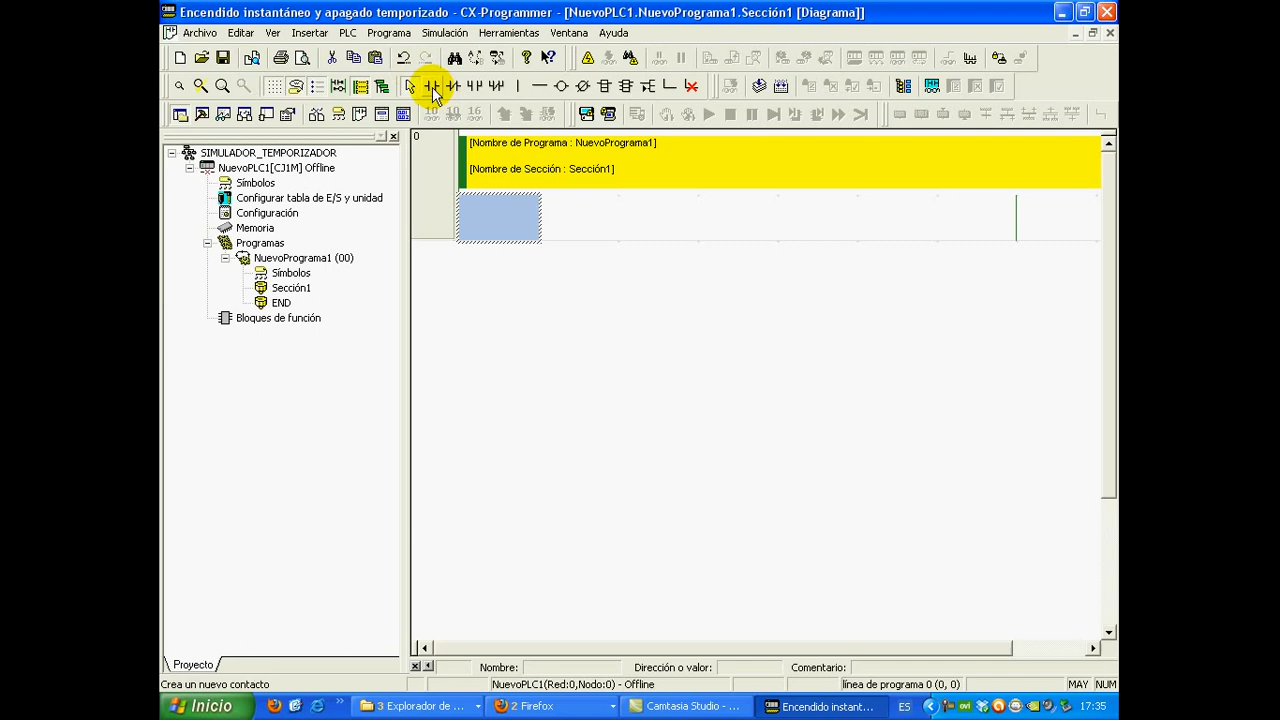 Encendido instantáneo y apagado temporizado - CX-Programmer - [NuevoPLC1.NuevoPrograma1.Sección1 [Diagrama]]
Archivo Editar Ver Insertar PLC Programa Simulación Herramientas Ventana Ayuda
10 10 16
SIMULADOR_TEMPORIZADOR
NuevoPLC1[CJ1M] Offline
Símbolos
Configurar tabla de E/S y unidad
Configuración
Memoria
Programas
NuevoPrograma1 (00)
Símbolos
Sección1
END
Bloques de función
Proyecto
0
[Nombre de Programa : NuevoPrograma1]
[Nombre de Sección : Sección1]
Nombre: Dirección o valor: Comentario:
Crea un nuevo contacto NuevoPLC1(Red:0,Nodo:0) - Offline línea de programa 0 (0, 0) MAY NUM
Inicio 3 Explorador de ... 2 Firefox Camtasia Studio - ... Encendido instant... ES ovi 17:35